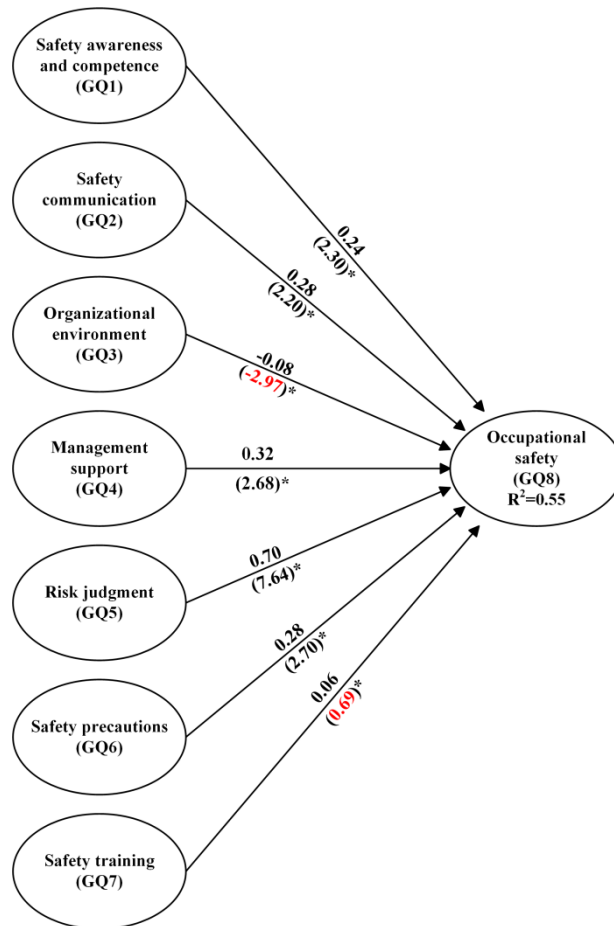 Safety awareness
and competence
(GQ1)
Safety
communication
(GQ2)
Organizational
environment
(GQ3)
Management
support
(GQ4)
Risk judgment
(GQ5)
Safety precautions
(GQ6)
Safety training
(GQ7)
0.24
(2.30)*
0.28
(2.20)*
-0.08
(-2.97)*
0.32
(2.68)*
0.70
(7.64)*
0.28
(2.70)*
0.06
(0.69)*
Occupational
safety
(GQ8)
R²=0.55